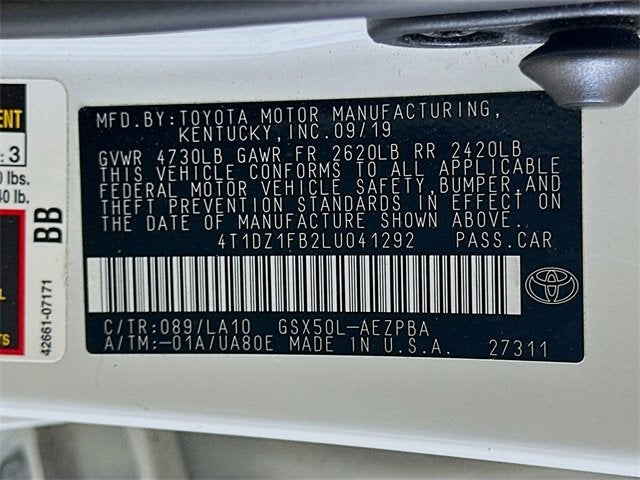 MFD.BY:TOYOTA MOTOR MANUFACTURING,
KENTUCKY,INC.09/19
GVWR 4730LB GAWR FR 2620LB RR 2420LB
THIS VEHICLE CONFORMS TO ALL APPLICABLE
FEDERAL MOTOR VEHICLE SAFETY,BUMPER,AND
THEFT PREVENTION STANDARDS IN EFFECT ON
THE DATE OF MANUFACTURE SHOWN ABOVE.
4T1DZ1FB2LU041292 PASS.CAR
C/TR:089/LA10 GSX50L-AEZPBA
A/TM:-01A/UA80E MADE IN U.S.A. 27311
: 3
lbs.
lb.
BB
42661-07171